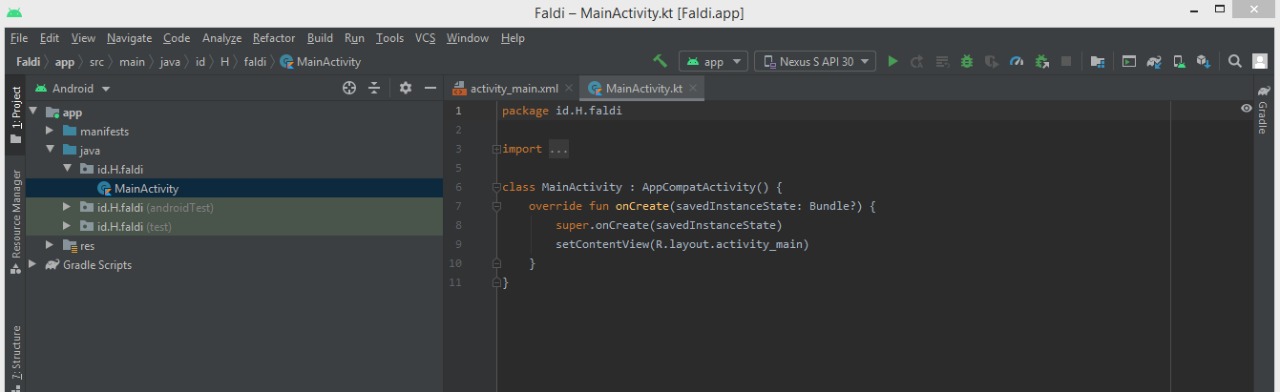 Faldi – MainActivity.kt [Faldi.app]
File Edit View Navigate Code Analyze Refactor Build Run Tools VCS Window Help
Faldi app src main java id H faldi MainActivity app Nexus S API 30
1: Project
Resource Manager
Z: Structure
Android
app
manifests
java
id.H.faldi
MainActivity
id.H.faldi (androidTest)
id.H.faldi (test)
res
Gradle Scripts
activity_main.xml MainActivity.kt
1 package id.H.faldi
2
3 import ...
5
6 class MainActivity : AppCompatActivity() {
7 override fun onCreate(savedInstanceState: Bundle?) {
8 super.onCreate(savedInstanceState)
9 setContentView(R.layout.activity_main)
10 }
11 }
Gradle